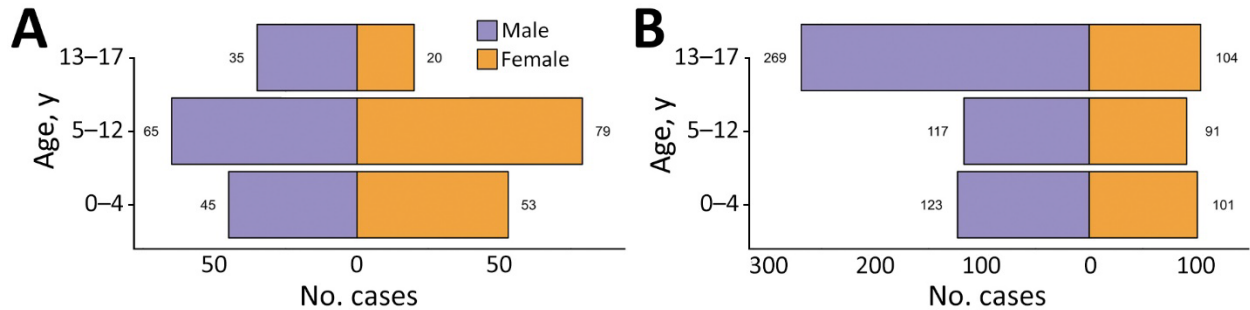 A
Age, y
13–17
5–12
0–4
35
20
65
79
45
53
Male
Female
50 0 50
No. cases
B
Age, y
13–17
5–12
0–4
269
104
117
91
123
101
300 200 100 0 100
No. cases